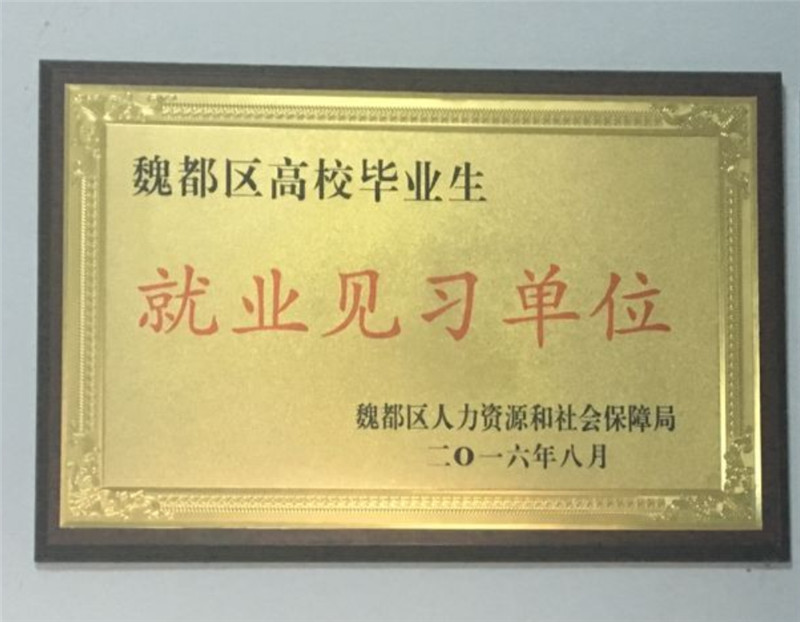 魏都区高校毕业生
就业见习单位
魏都区人力资源和社会保障局
二O一六年八月